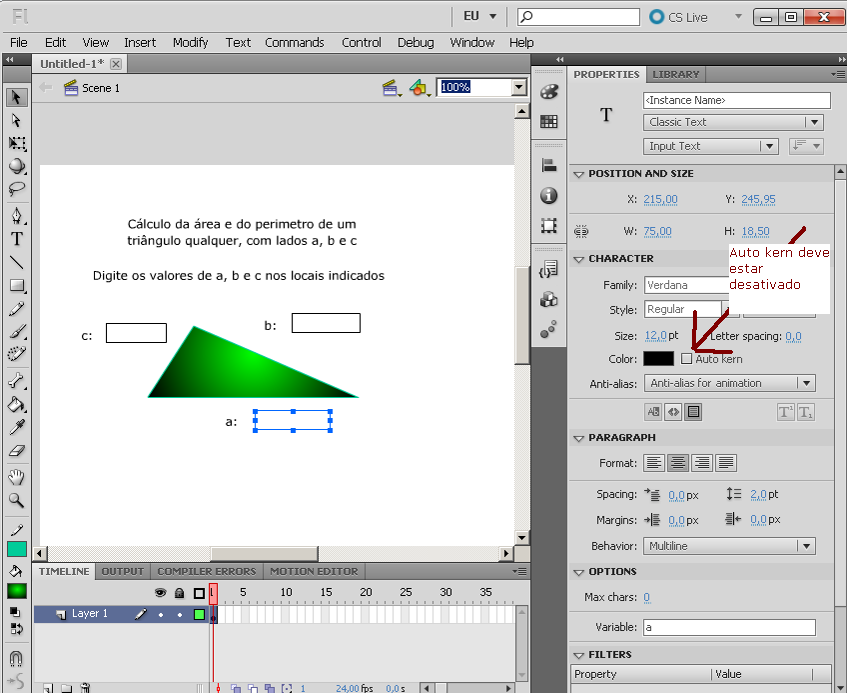 Fl
EU
CS Live
File Edit View Insert Modify Text Commands Control Debug Window Help
Untitled-1*
Scene 1
100%
Cálculo da área e do perimetro de um
triângulo qualquer, com lados a, b e c
Digite os valores de a, b e c nos locais indicados
c:
b:
a:
TIMELINE OUTPUT COMPILER ERRORS MOTION EDITOR
1 5 10 15 20 25 30 35
Layer 1
1 24,00 fps 0,0 s
PROPERTIES LIBRARY
T
<Instance Name>
Classic Text
Input Text
POSITION AND SIZE
X: 215,00 Y: 245,95
W: 75,00 H: 18,50
CHARACTER
Auto kern deve
estar
desativado
Family: Verdana
Style: Regular
Size: 12,0 pt Letter spacing: 0,0
Color: Auto kern
Anti-alias: Anti-alias for animation
PARAGRAPH
Format:
Spacing: 0,0 px 2,0 pt
Margins: 0,0 px 0,0 px
Behavior: Multiline
OPTIONS
Max chars: 0
Variable: a
FILTERS
Property Value